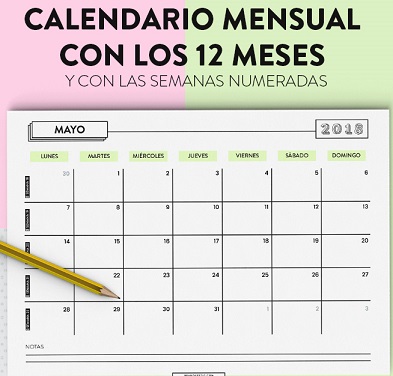 CALENDARIO MENSUAL
CON LOS 12 MESES
Y CON LAS SEMANAS NUMERADAS
MAYO 2018
LUNES MARTES MIÉRCOLES JUEVES VIERNES SÁBADO DOMINGO
30 1 2 3 4 5 6
7 8 9 10 11 12 13
14 15 16 17 18 19 20
22 23 24 25 26 27
28 29 30 31 1 2 3
NOTAS